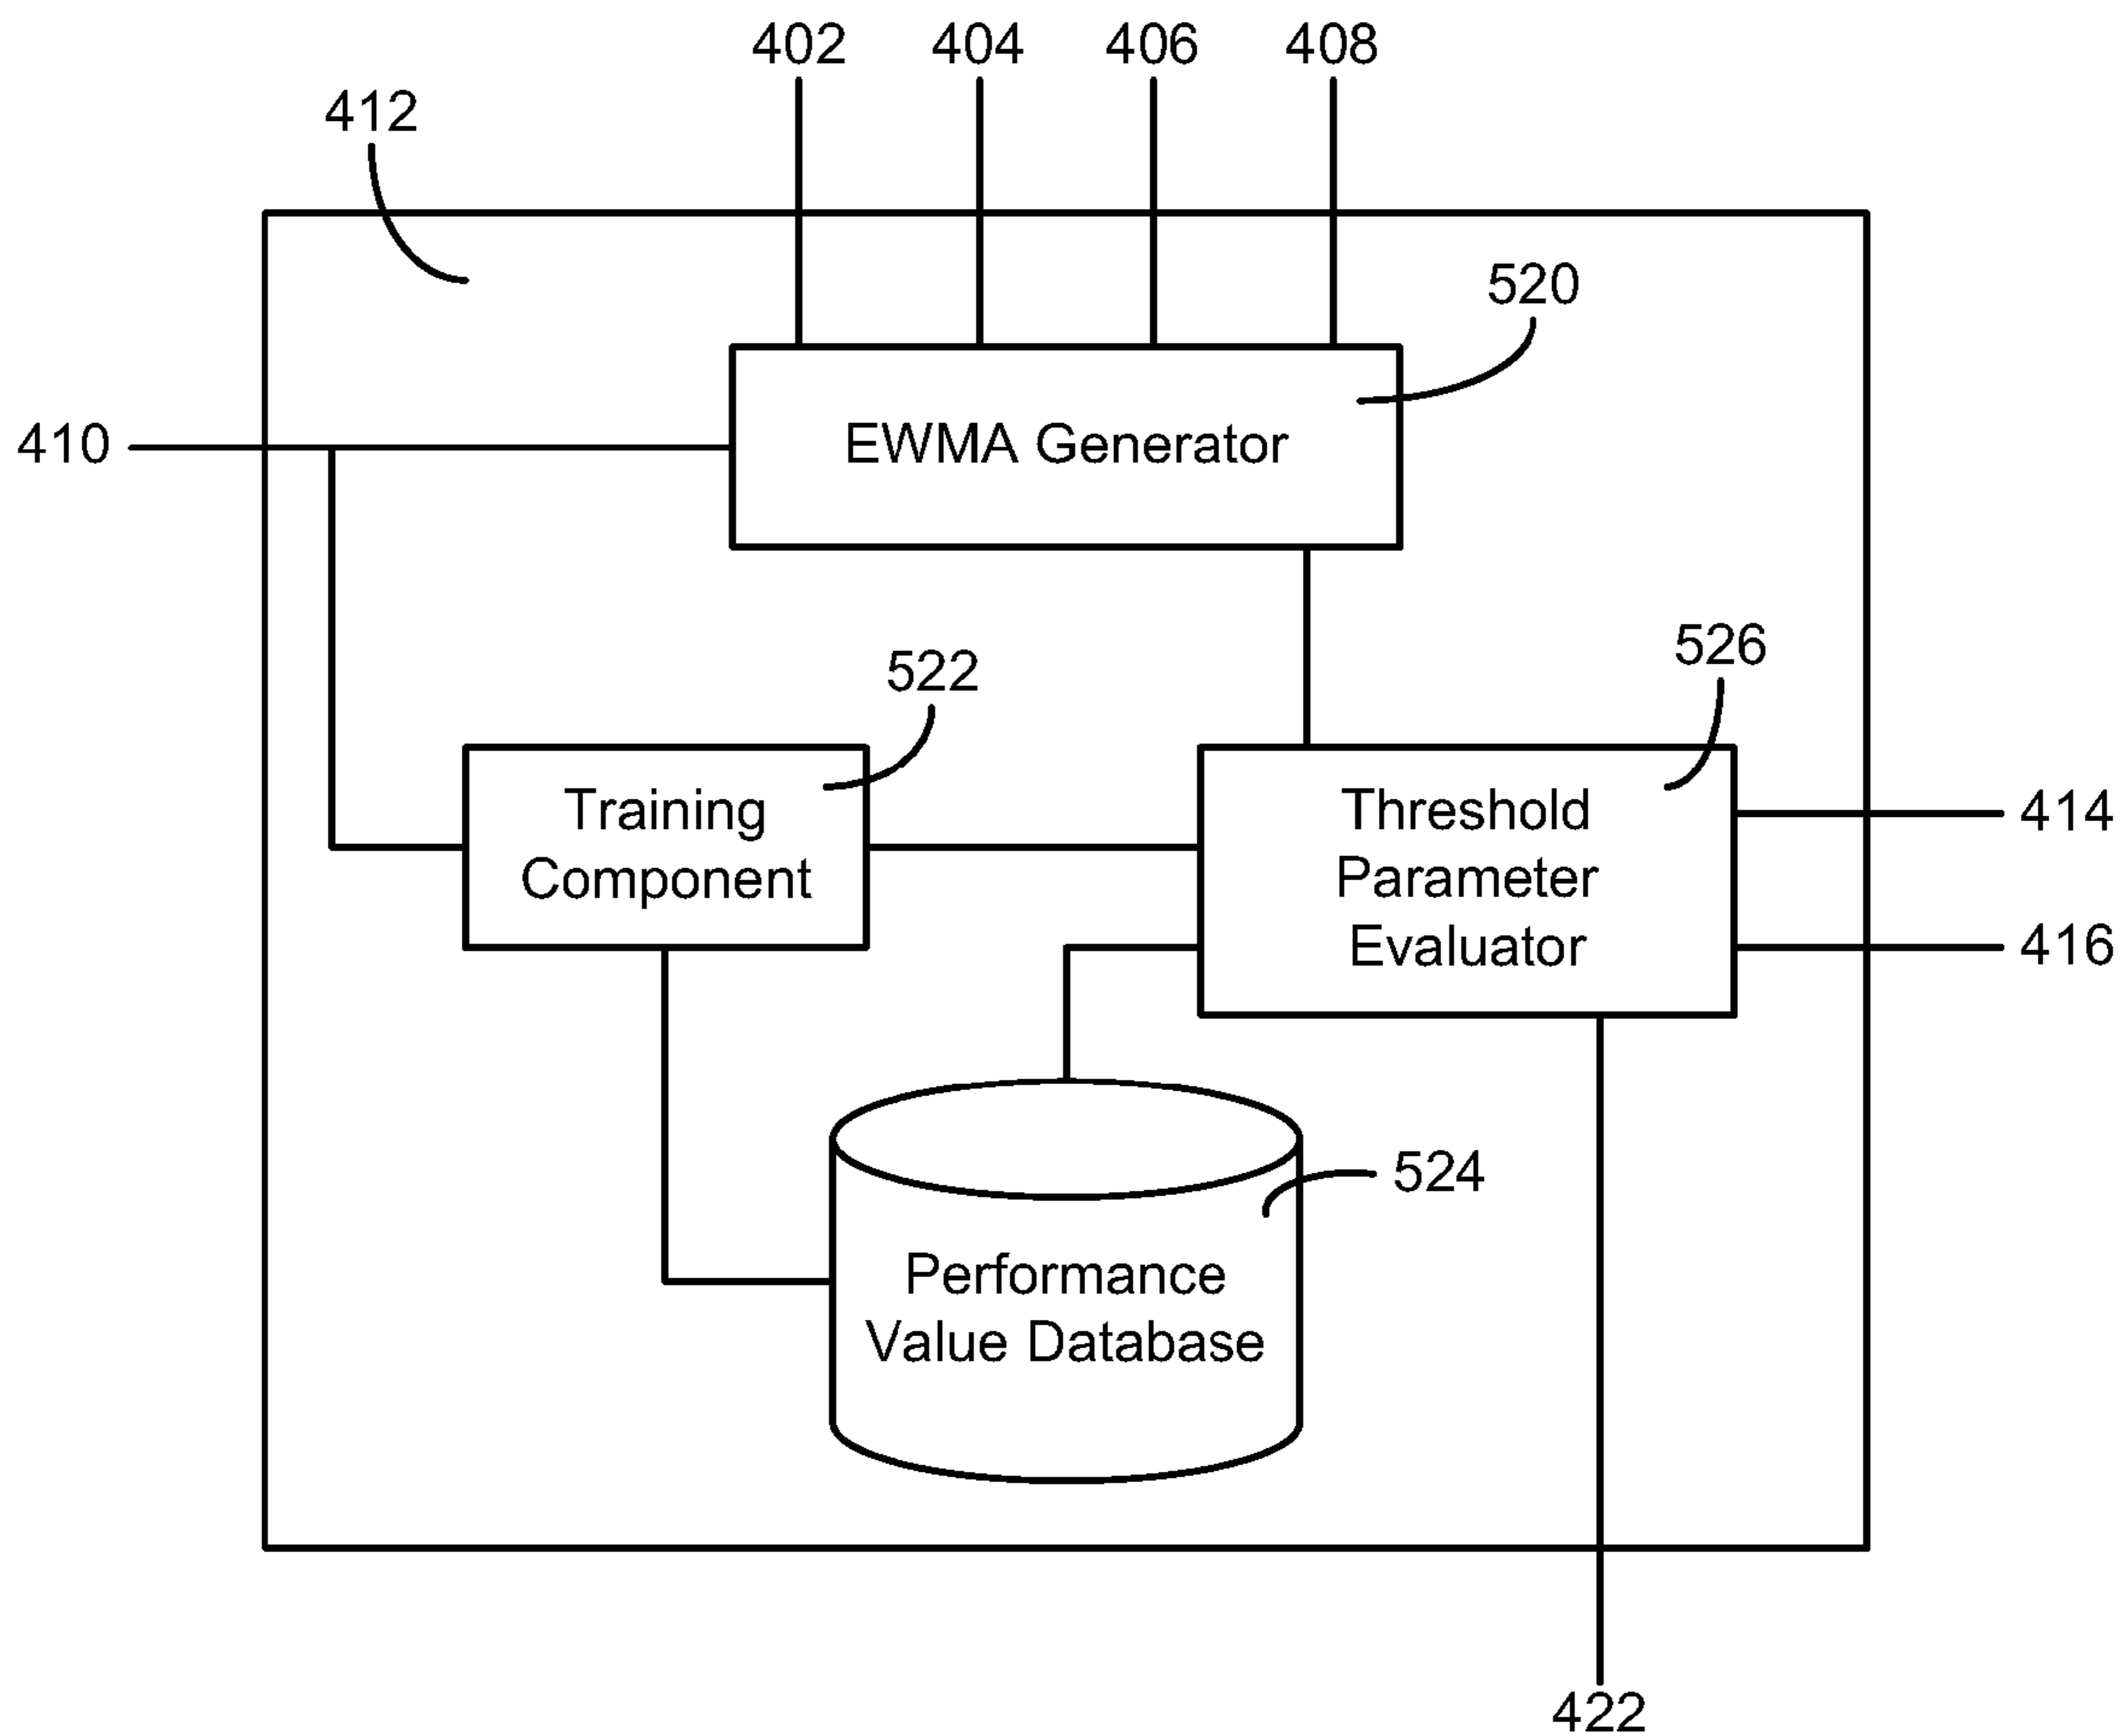 402 404 406 408
412
520
410
EWMA Generator
522
526
Training
Component
Threshold
Parameter
Evaluator
414
416
524
Performance
Value Database
422